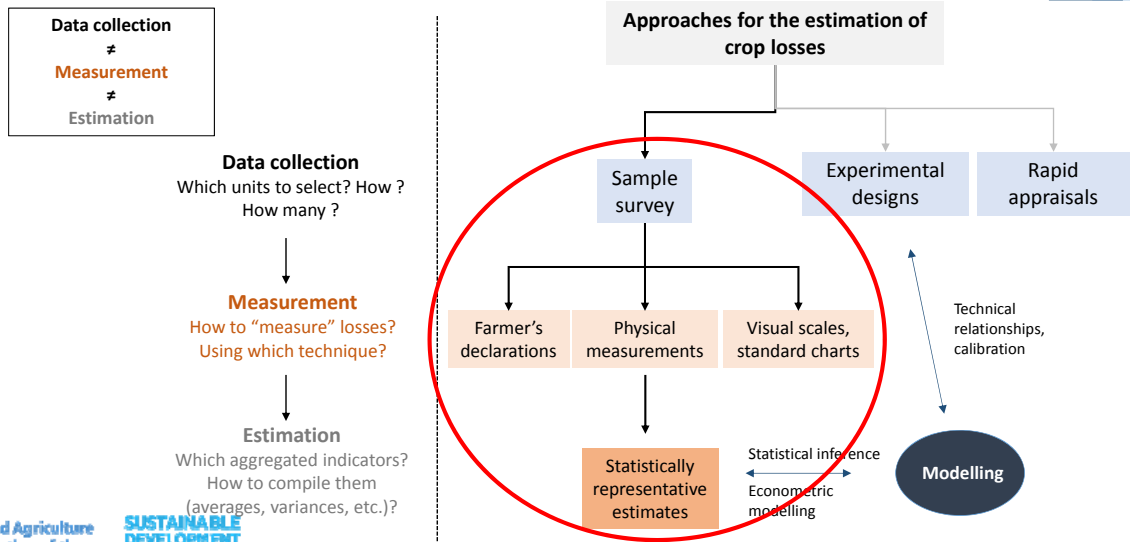 Data collection
≠
Measurement
≠
Estimation
Data collection
Which units to select? How ?
How many ?
Measurement
How to “measure” losses?
Using which technique?
Estimation
Which aggregated indicators?
How to compile them
(averages, variances, etc.)?
d Agriculture
SUSTAINABLE
DEVELOPMENT
Approaches for the estimation of
crop losses
Sample
survey
Experimental
designs
Rapid
appraisals
Farmer’s
declarations
Physical
measurements
Visual scales,
standard charts
Technical
relationships,
calibration
Statistically
representative
estimates
Statistical inference
Econometric
modelling
Modelling